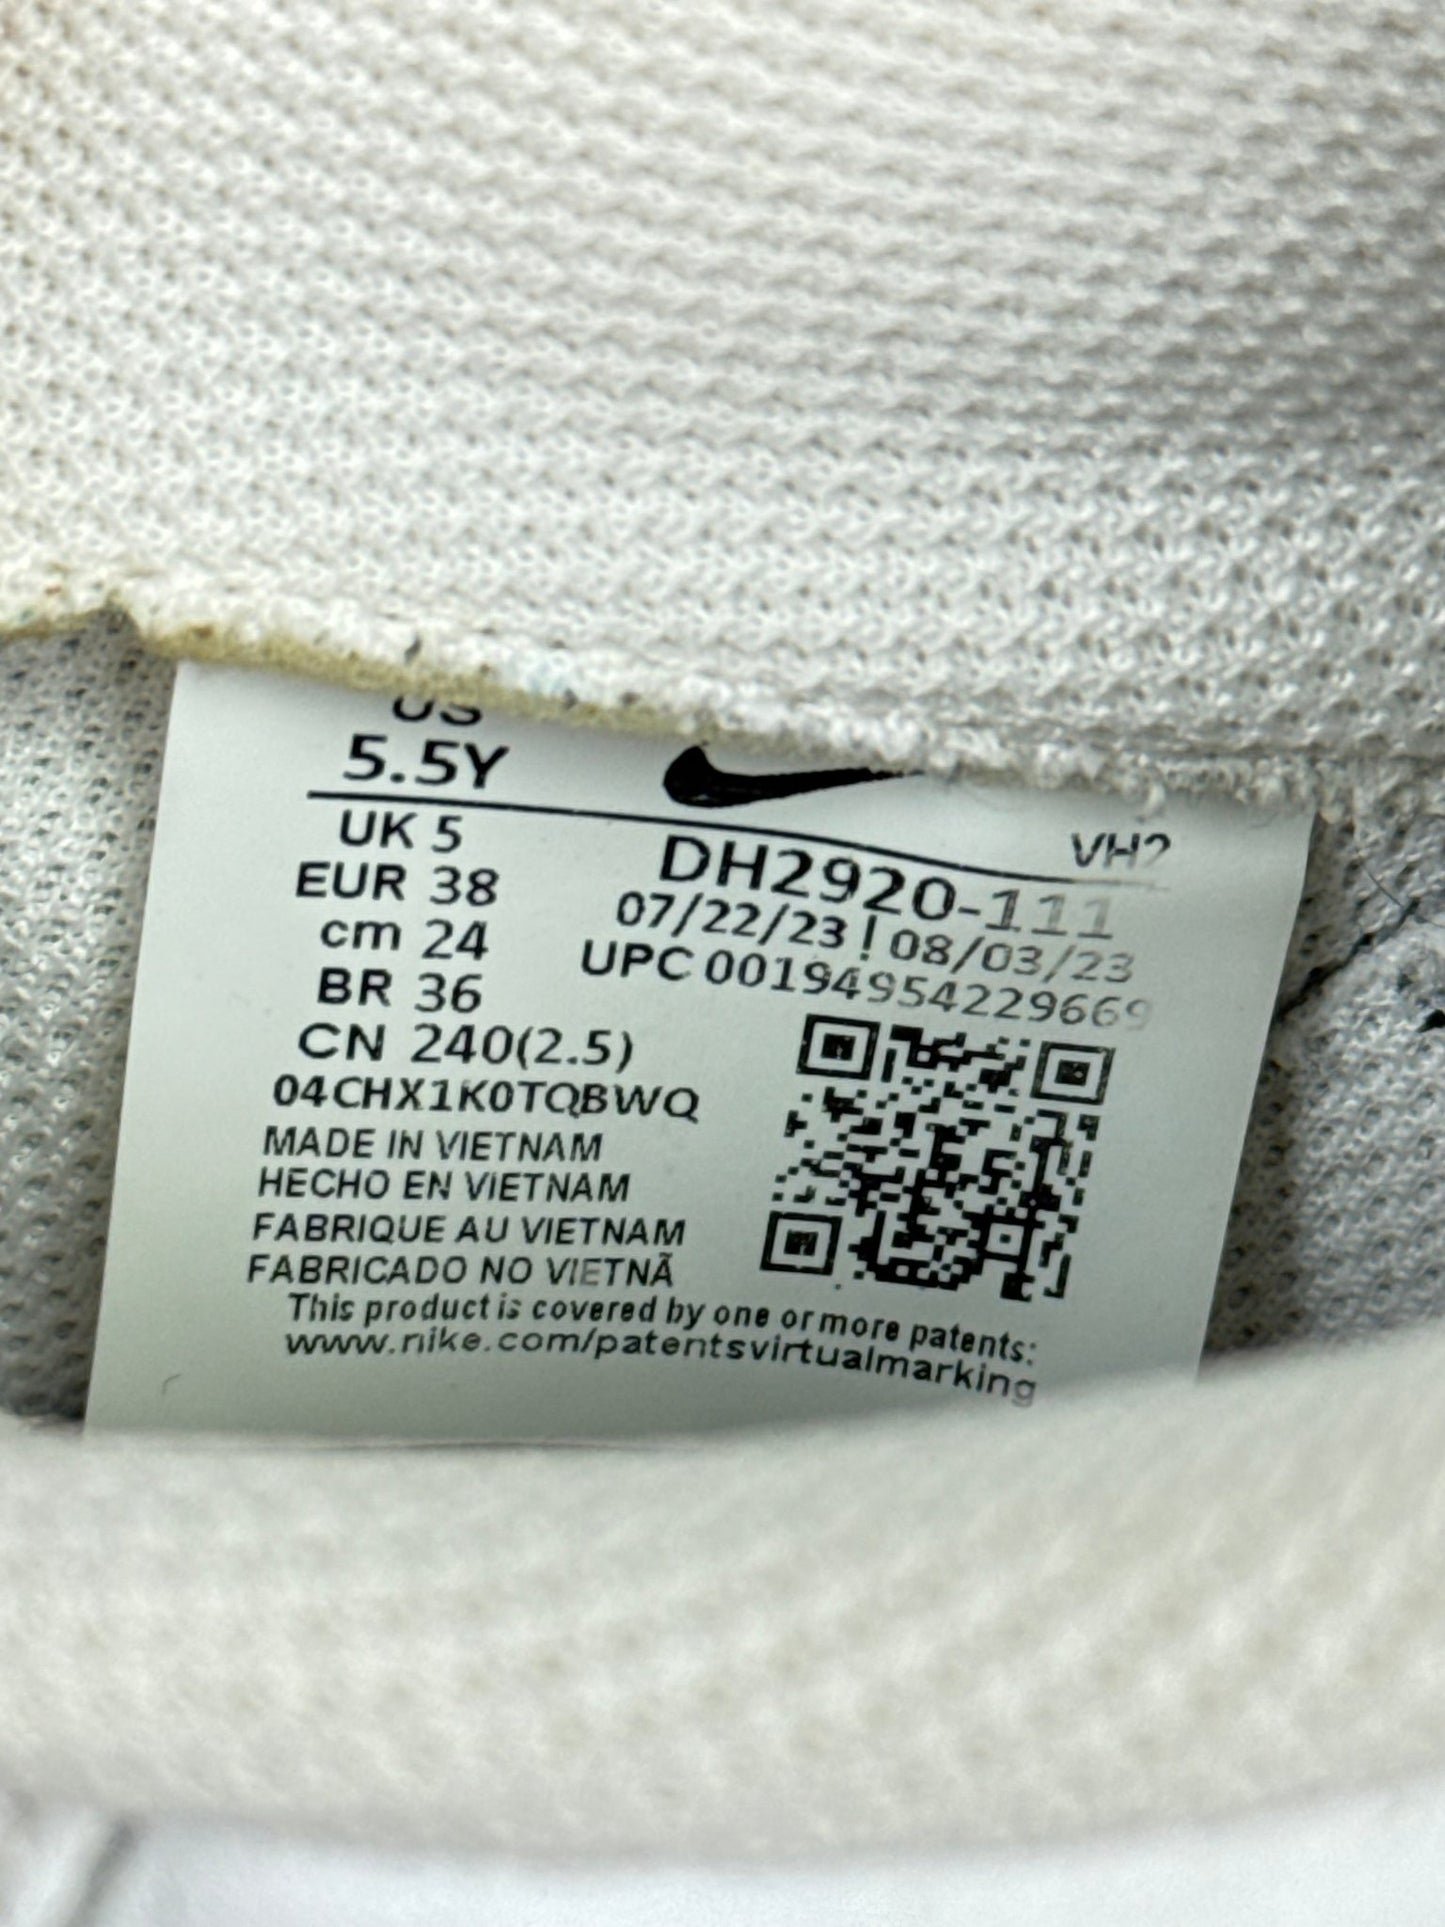 US
5.5Y
UK 5
EUR 38
cm 24
BR 36
CN 240(2.5)
04CHX1K0TQBWQ
VH2
DH2920-111
07/22/23 ! 08/03/23
UPC 00194954229669
MADE IN VIETNAM
HECHO EN VIETNAM
FABRIQUE AU VIETNAM
FABRICADO NO VIETNÃ
This product is covered by one or more patents:
www.nike.com/patentsvirtualmarking